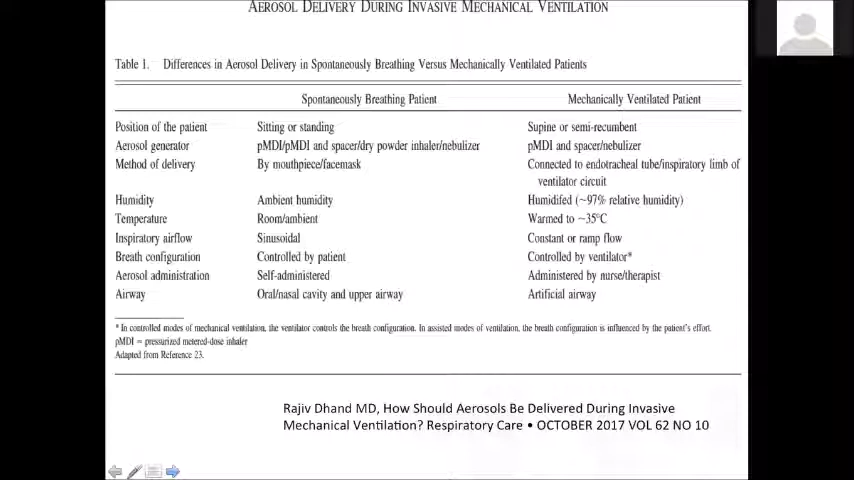 AEROSOL DELIVERY DURING INVASIVE MECHANICAL VENTILATION
Table 1. Differences in Aerosol Delivery in Spontaneously Breathing Versus Mechanically Ventilated Patients
Spontaneously Breathing Patient Mechanically Ventilated Patient
Position of the patient Sitting or standing Supine or semi-recumbent
Aerosol generator pMDI/pMDI and spacer/dry powder inhaler/nebulizer pMDI and spacer/nebulizer
Method of delivery By mouthpiece/facemask Connected to endotracheal tube/inspiratory limb of
ventilator circuit
Humidity Ambient humidity Humidifed (~97% relative humidity)
Temperature Room/ambient Warmed to ~35°C
Inspiratory airflow Sinusoidal Constant or ramp flow
Breath configuration Controlled by patient Controlled by ventilator*
Aerosol administration Self-administered Administered by nurse/therapist
Airway Oral/nasal cavity and upper airway Artificial airway
* In controlled modes of mechanical ventilation, the ventilator controls the breath configuration. In assisted modes of ventilation, the breath configuration is influenced by the patient's effort.
pMDI = pressurized metered-dose inhaler
Adapted from Reference 23.
Rajiv Dhand MD, How Should Aerosols Be Delivered During Invasive
Mechanical Ventilation? Respiratory Care • OCTOBER 2017 VOL 62 NO 10